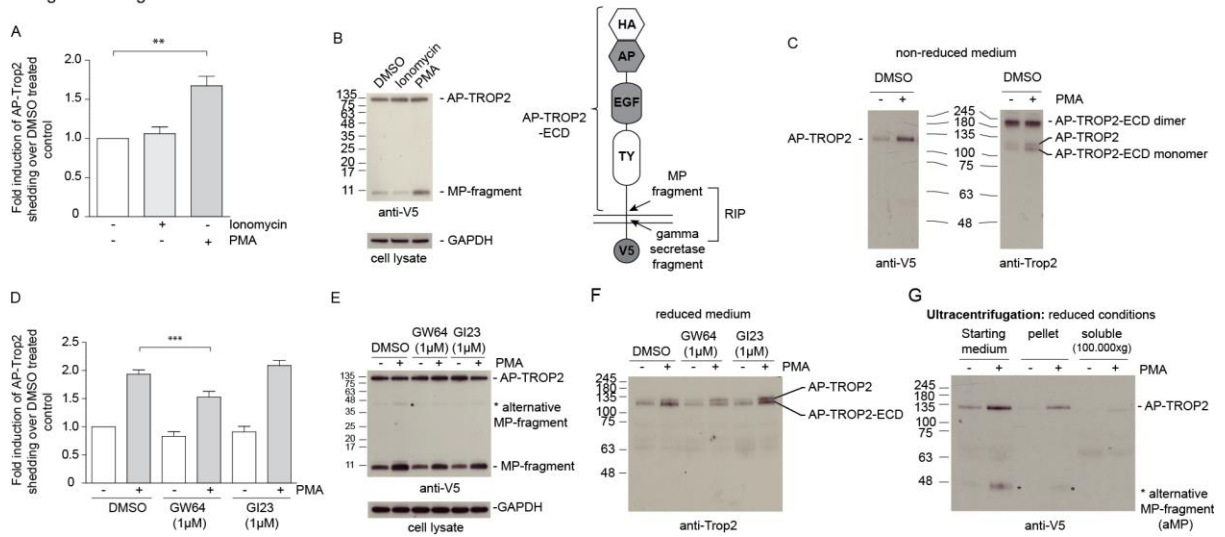 A
Fold induction of AP-Trop2
shedding over DMSO treated
control
2.0
1.5
1.0
0.5
0
**
- + - Ionomycin
- - + PMA
B
DMSO
Ionomycin
PMA
135
75
63
48
35
25
20
17
11
- AP-TROP2
- MP-fragment
anti-V5
- GAPDH
cell lysate
AP-TROP2
-ECD
HA
AP
EGF
TY
V5
MP
fragment
gamma
secretase
fragment
RIP
C
non-reduced medium
DMSO DMSO
- + - + PMA
AP-TROP2 -
245
180
135
100
75
63
48
- AP-TROP2-ECD dimer
AP-TROP2
AP-TROP2-ECD monomer
anti-V5 anti-Trop2
D
Fold induction of AP-Trop2
shedding over DMSO treated
control
2.5
2.0
1.5
1.0
0.5
0
***
- + - + - + PMA
DMSO GW64 GI23
(1µM) (1µM)
E
GW64 GI23
DMSO (1µM) (1µM)
- + - + - + PMA
135
75
63
48
35
25
20
17
11
- AP-TROP2
* alternative
MP-fragment
- MP-fragment
anti-V5
-GAPDH
cell lysate
F
reduced medium
GW64 GI23
DMSO (1µM) (1µM)
- + - + - + PMA
245
180
135
100
75
63
48
AP-TROP2
AP-TROP2-ECD
anti-Trop2
G
Ultracentrifugation: reduced conditions
Starting pellet soluble
medium (100.000xg)
- + - + - + PMA
245
180
135
100
75
63
48
-AP-TROP2
* alternative
MP-fragment
(aMP)
anti-V5